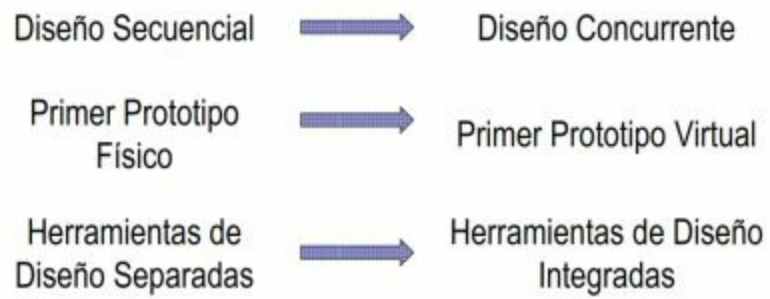 Diseño Secuencial
Diseño Concurrente
Primer Prototipo
Físico
Primer Prototipo Virtual
Herramientas de
Diseño Separadas
Herramientas de Diseño
Integradas